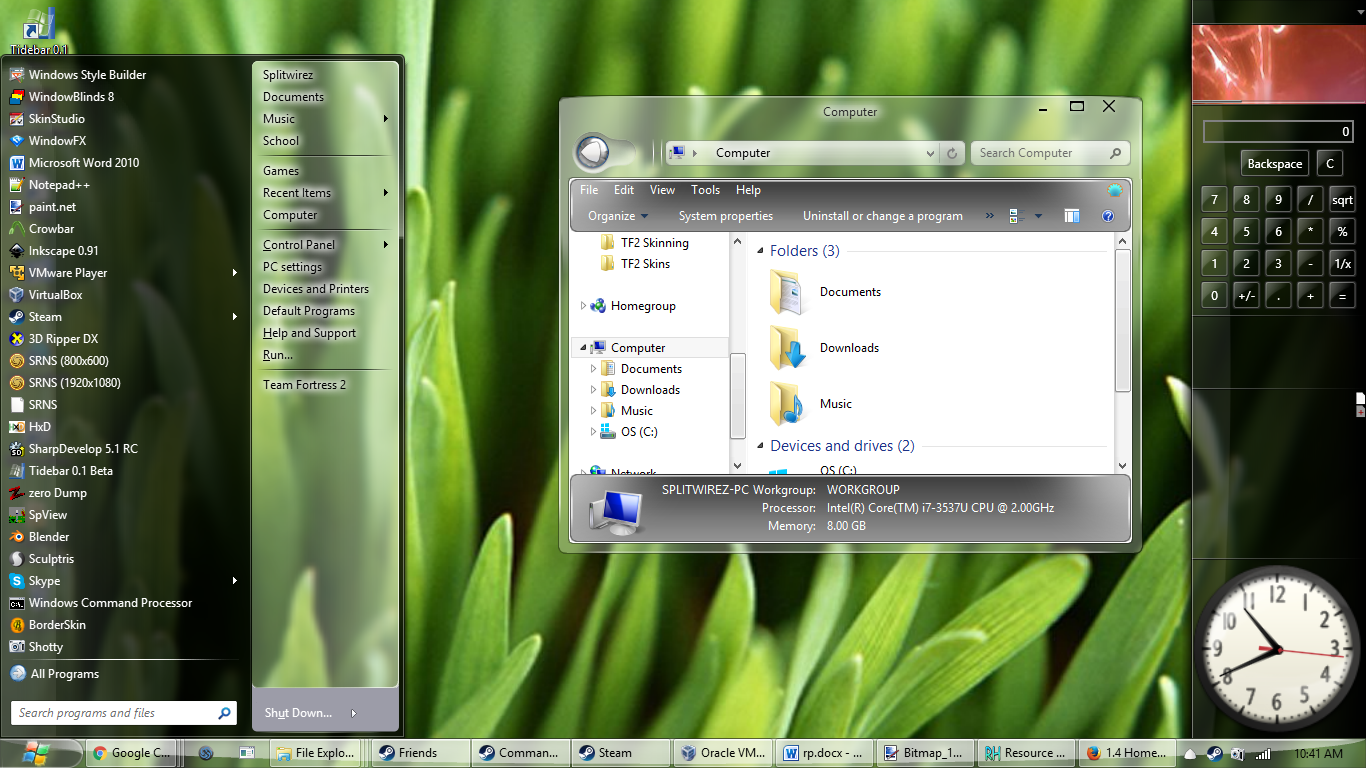 Tidebar 0.1
Windows Style Builder
WindowBlinds 8
SkinStudio
WindowFX
Microsoft Word 2010
Notepad++
paint.net
Crowbar
Inkscape 0.91
VMware Player
VirtualBox
Steam
3D Ripper DX
SRNS (800x600)
SRNS (1920x1080)
SRNS
HxD
SharpDevelop 5.1 RC
Tidebar 0.1 Beta
zero Dump
SpView
Blender
Sculptris
Skype
Windows Command Processor
BorderSkin
Shotty
All Programs
Search programs and files
Splitwirez
Documents
Music
School
Games
Recent Items
Computer
Control Panel
PC settings
Devices and Printers
Default Programs
Help and Support
Run...
Team Fortress 2
Shut Down...
Computer
Computer
Search Computer
File Edit View Tools Help
Organize System properties Uninstall or change a program »
TF2 Skinning
TF2 Skins
Homegroup
Computer
Documents
Downloads
Music
OS (C:)
Network
Folders (3)
Documents
Downloads
Music
Devices and drives (2)
OS (C:)
SPLITWIREZ-PC Workgroup: WORKGROUP
Processor: Intel(R) Core(TM) i7-3537U CPU @ 2.00GHz
Memory: 8.00 GB
0
Backspace C
7 8 9 / sqrt
4 5 6 * %
1 2 3 - 1/x
0 +/- . + =
12
11 1
10 2
9 3
8 4
7 6 5
Google C... File Explo... Friends Comman... Steam Oracle VM... rp.docx - ... Bitmap_1... Resource ... 1.4 Home... 10:41 AM